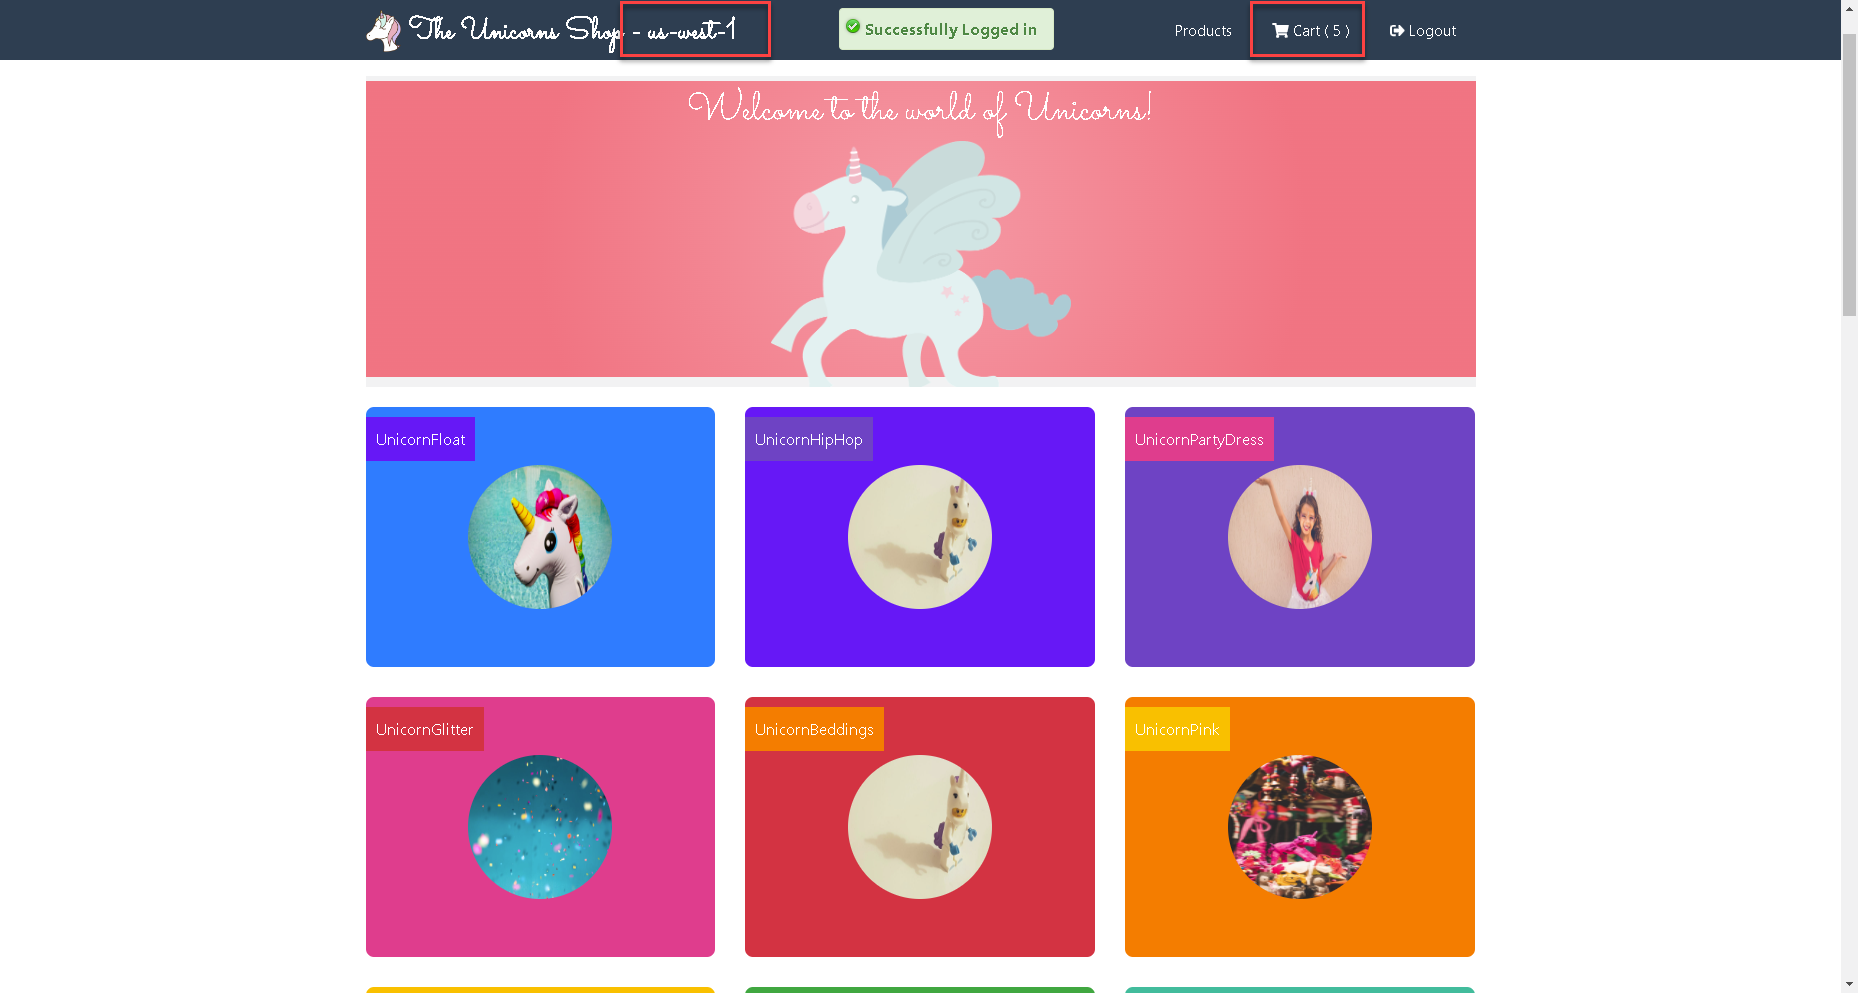 The Unicorns Shop - us-west-1
Successfully Logged in
Products
Cart ( 5 )
Logout
Welcome to the world of Unicorns!
UnicornFloat
UnicornHipHop
UnicornPartyDress
UnicornGlitter
UnicornBeddings
UnicornPink